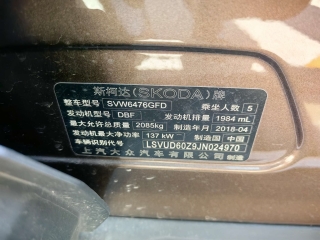 斯柯达(SKODA)牌
整车型号 SVW6476GFD 乘坐人数 5
发动机型号 DBF 发动机排量 1984 mL
最大允许总质量 2085kg 制造年月 2018-04
发动机最大净功率 137 kW 制造国 中国
车辆识别代号 LSVUD60Z9JN024970
上汽大众汽车有限公司 制造